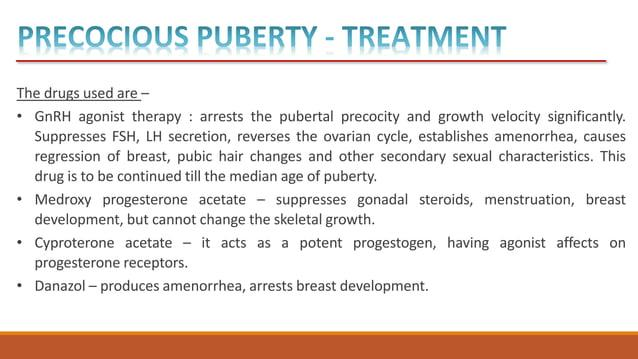 PRECOCIOUS PUBERTY - TREATMENT
The drugs used are –
• GnRH agonist therapy : arrests the pubertal precocity and growth velocity significantly.
Suppresses FSH, LH secretion, reverses the ovarian cycle, establishes amenorrhea, causes
regression of breast, pubic hair changes and other secondary sexual characteristics. This
drug is to be continued till the median age of puberty.
• Medroxy progesterone acetate – suppresses gonadal steroids, menstruation, breast
development, but cannot change the skeletal growth.
• Cyproterone acetate – it acts as a potent progestogen, having agonist affects on
progesterone receptors.
• Danazol – produces amenorrhea, arrests breast development.